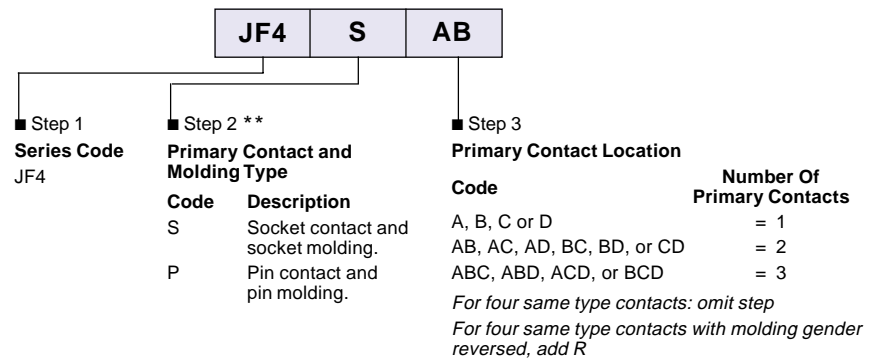 JF4 S AB
■ Step 1
Series Code
JF4
■ Step 2 **
Primary Contact and
Molding Type
Code Description
S Socket contact and
socket molding.
P Pin contact and
pin molding.
■ Step 3
Primary Contact Location
Code Number Of
Primary Contacts
A, B, C or D = 1
AB, AC, AD, BC, BD, or CD = 2
ABC, ABD, ACD, or BCD = 3
For four same type contacts: omit step
For four same type contacts with molding gender
reversed, add R